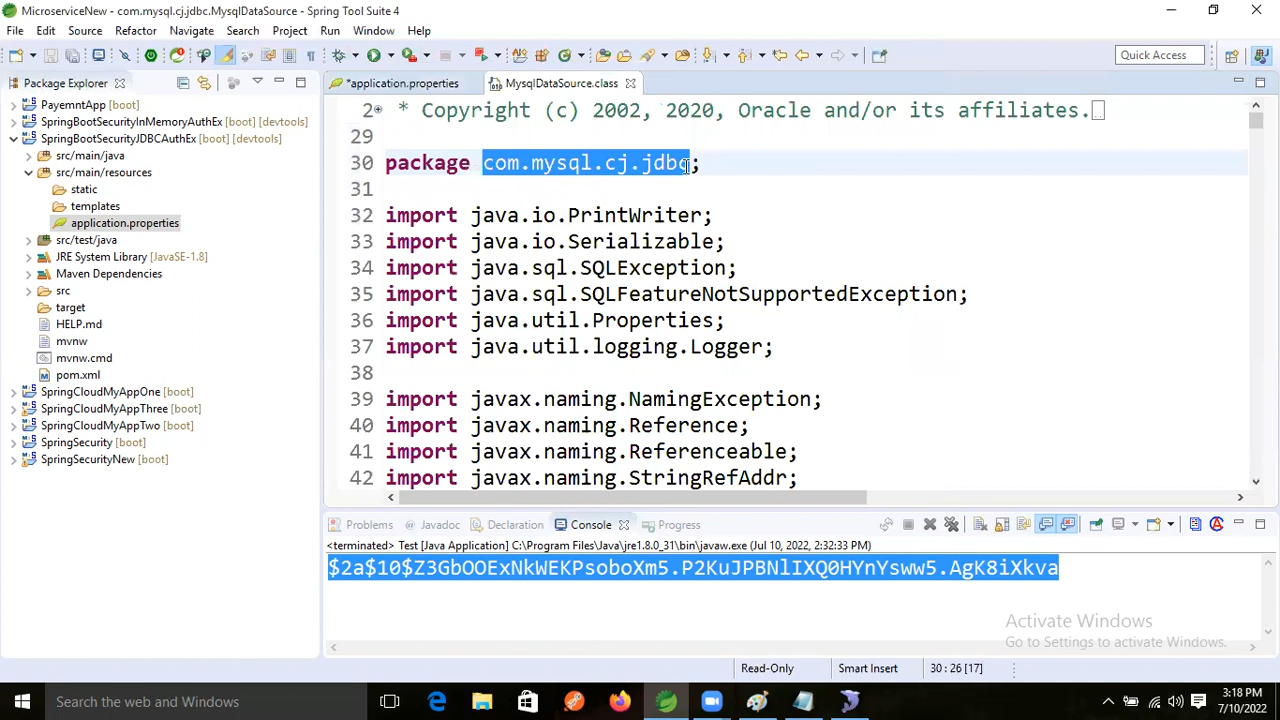 MicroserviceNew - com.mysql.cj.jdbc.MysqlDataSource - Spring Tool Suite 4
File Edit Source Refactor Navigate Search Project Run Window Help
Quick Access
Package Explorer
*application.properties
MysqlDataSource.class
PayemntApp [boot]
SpringBootSecurityInMemoryAuthEx [boot] [devtools]
SpringBootSecurityJDBCAuthEx [boot] [devtools]
src/main/java
src/main/resources
static
templates
application.properties
src/test/java
JRE System Library [JavaSE-1.8]
Maven Dependencies
src
target
HELP.md
mvnw
mvnw.cmd
pom.xml
SpringCloudMyAppOne [boot]
SpringCloudMyAppThree [boot]
SpringCloudMyAppTwo [boot]
SpringSecurity [boot]
SpringSecurityNew [boot]
2 * Copyright (c) 2002, 2020, Oracle and/or its affiliates.
29
30 package com.mysql.cj.jdbc;
31
32 import java.io.PrintWriter;
33 import java.io.Serializable;
34 import java.sql.SQLException;
35 import java.sql.SQLFeatureNotSupportedException;
36 import java.util.Properties;
37 import java.util.logging.Logger;
38
39 import javax.naming.NamingException;
40 import javax.naming.Reference;
41 import javax.naming.Referenceable;
42 import javax.naming.StringRefAddr;
Problems @ Javadoc Declaration Console Progress
<terminated> Test [Java Application] C:\Program Files\Java\jre1.8.0_31\bin\javaw.exe (Jul 10, 2022, 2:32:33 PM)
$2a$10$Z3GbOOExNkWEKPsoboXm5.P2KuJPBNlIXQ0HYnYsww5.AgK8iXkva
Activate Windows
Go to Settings to activate Windows.
Read-Only Smart Insert 30 : 26 [17]
Search the web and Windows
3:18 PM
7/10/2022